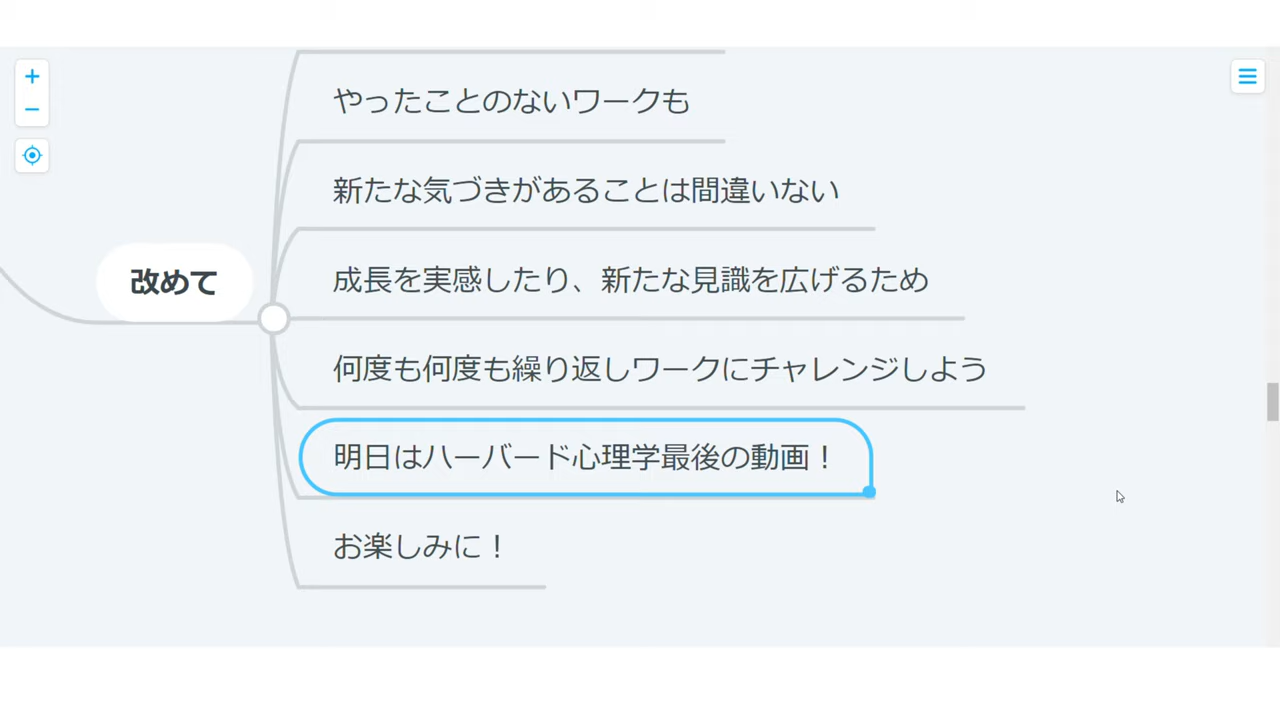 やったことのないワークも
新たな気づきがあることは間違いない
改めて
成長を実感したり、新たな見識を広げるため
何度も何度も繰り返しワークにチャレンジしよう
明日はハーバード心理学最後の動画！
お楽しみに！